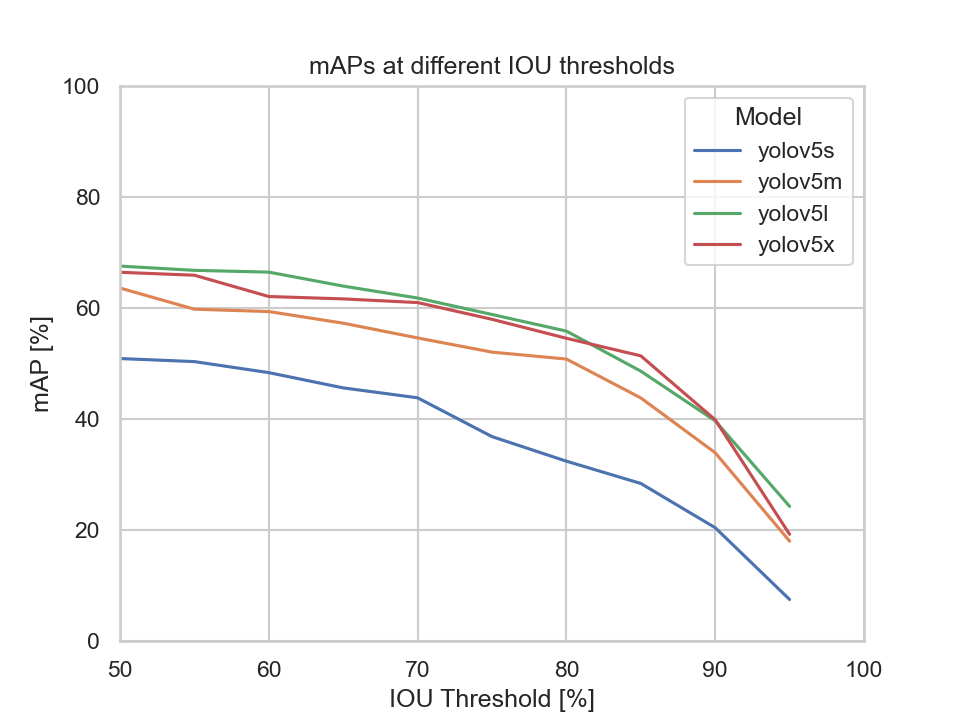 mAPs at different IOU thresholds
100
80
60
40
20
0
mAP [%]
Model
yolov5s
yolov5m
yolov5l
yolov5x
50 60 70 80 90 100
IOU Threshold [%]